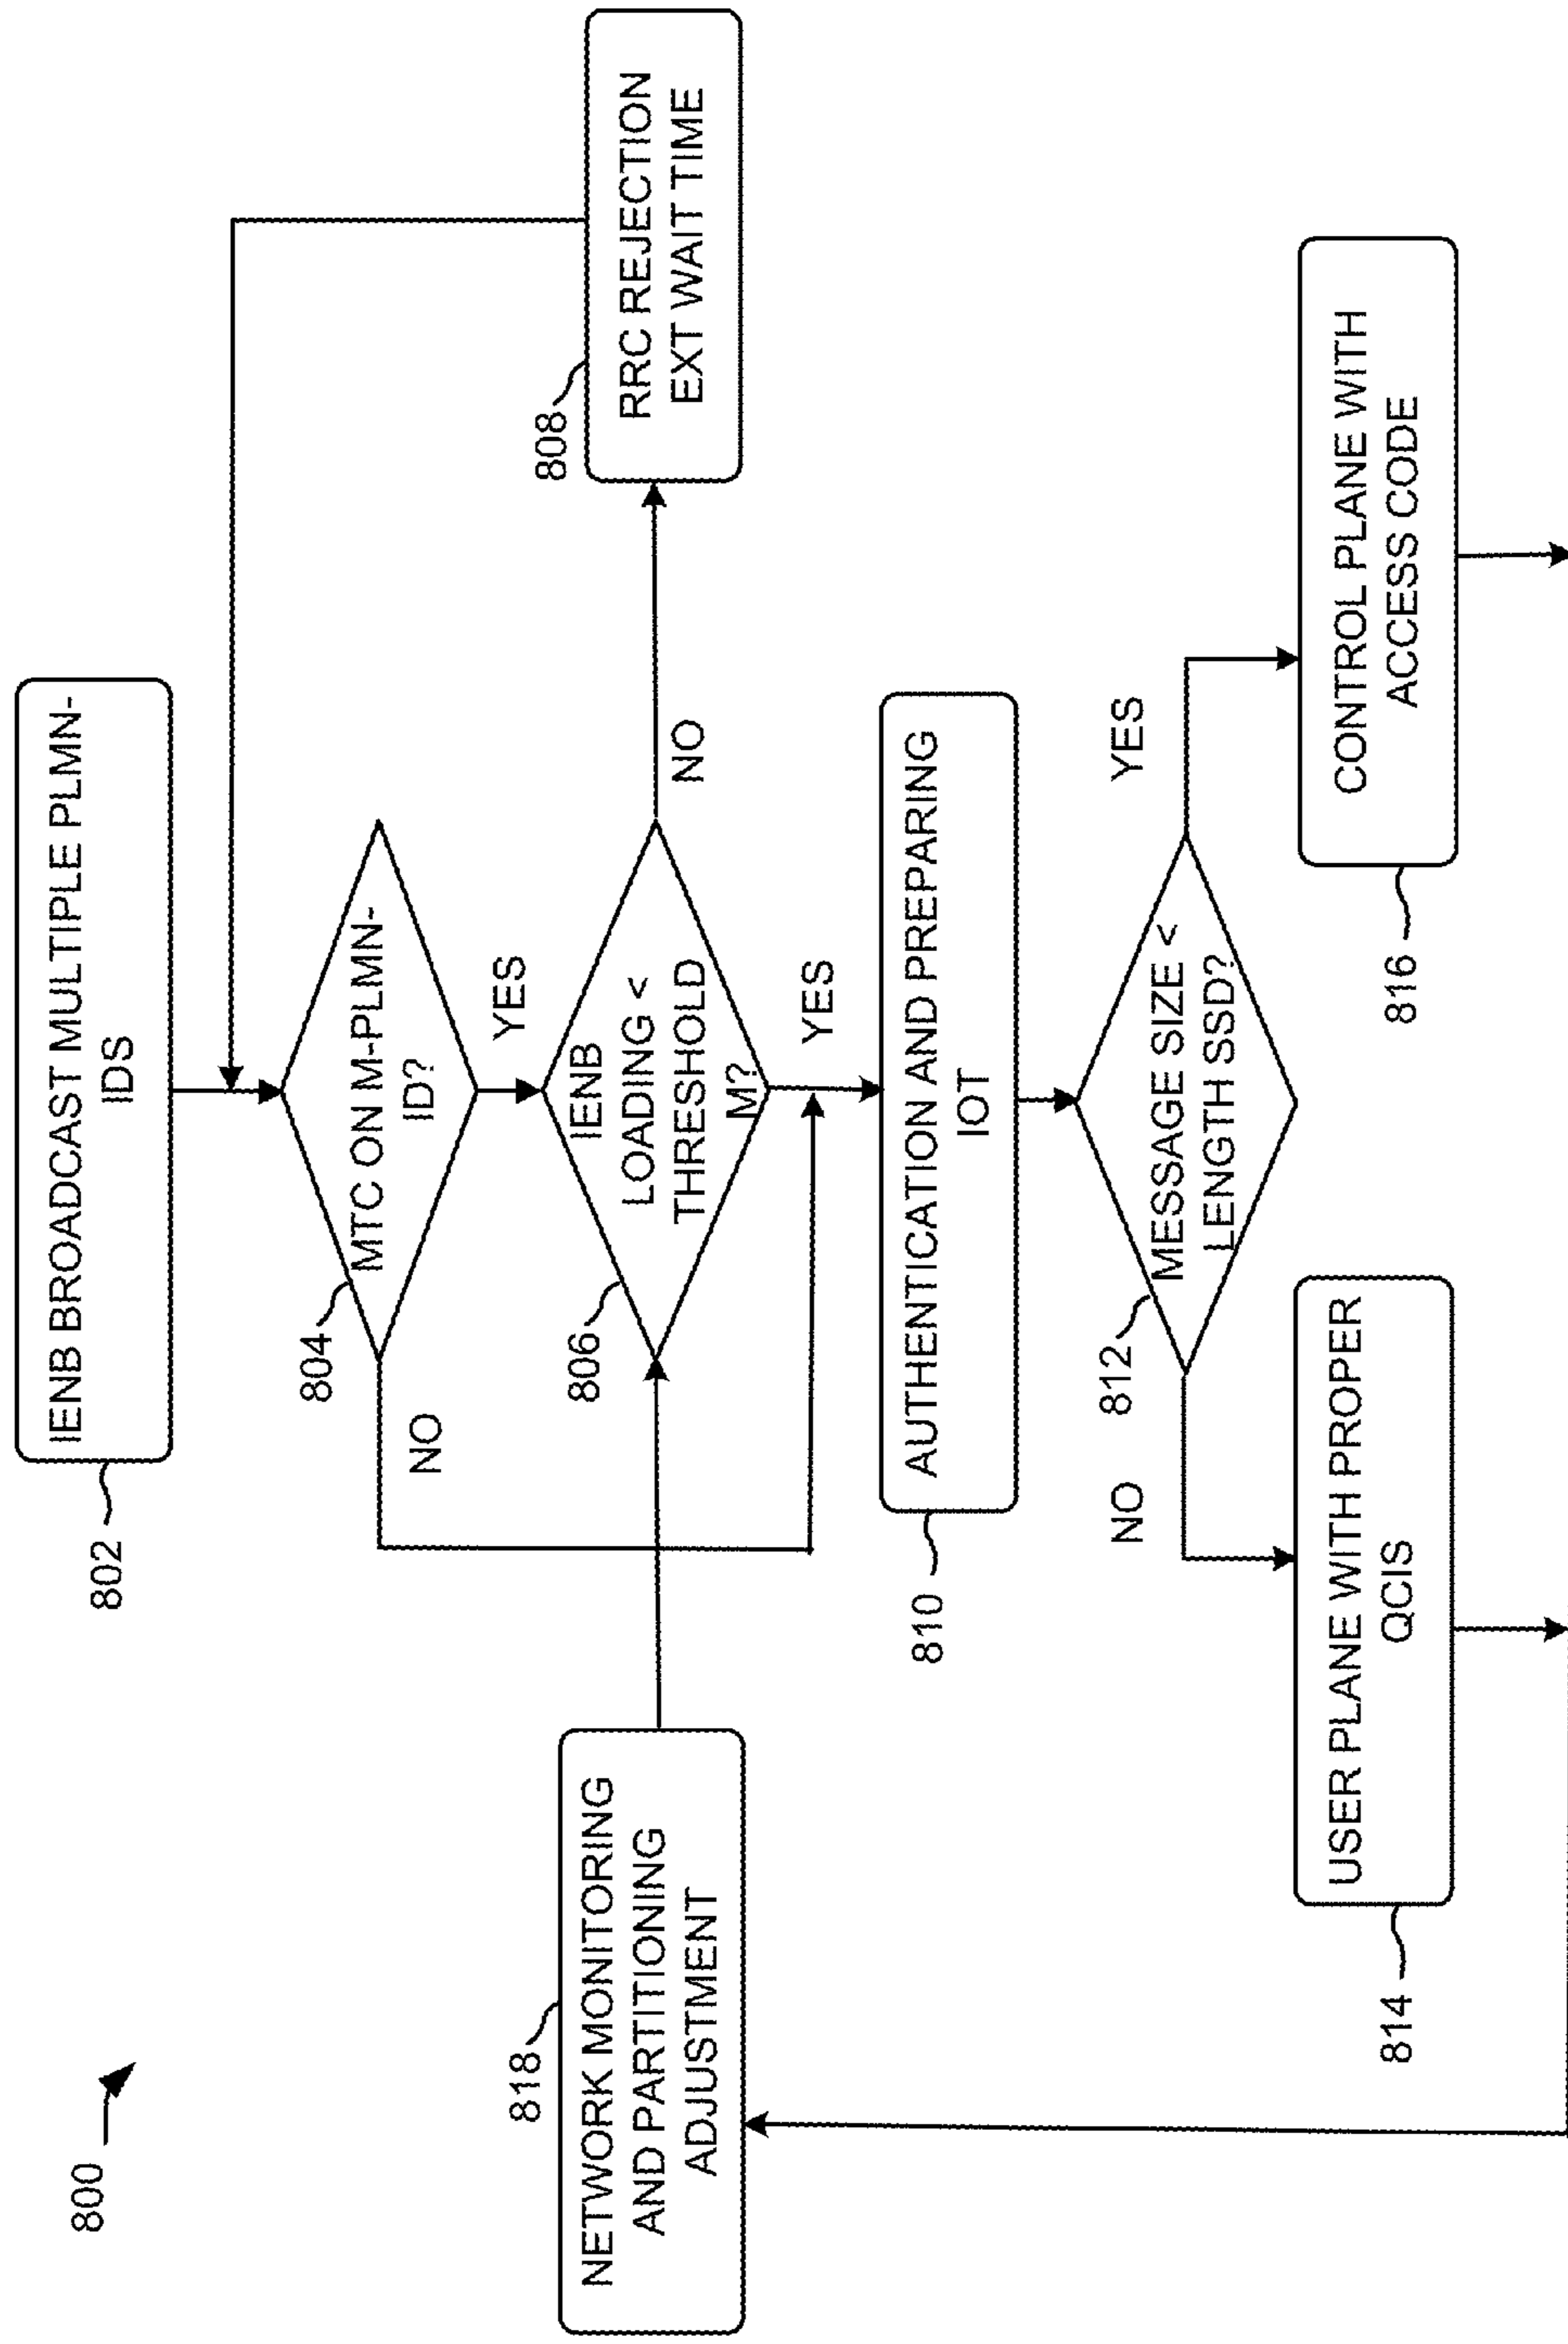 800
802
IENB BROADCAST MULTIPLE PLMN-
IDS
804
MTC ON M-PLMN-
ID?
NO
YES
818
NETWORK MONITORING
AND PARTITIONING
ADJUSTMENT
806
IENB
LOADING <
THRESHOLD
M?
NO
808
RRC REJECTION
EXT WAIT TIME
YES
810
AUTHENTICATION AND PREPARING
IOT
812
MESSAGE SIZE <
LENGTH SSD?
NO
YES
814
USER PLANE WITH PROPER
QCIS
816
CONTROL PLANE WITH
ACCESS CODE